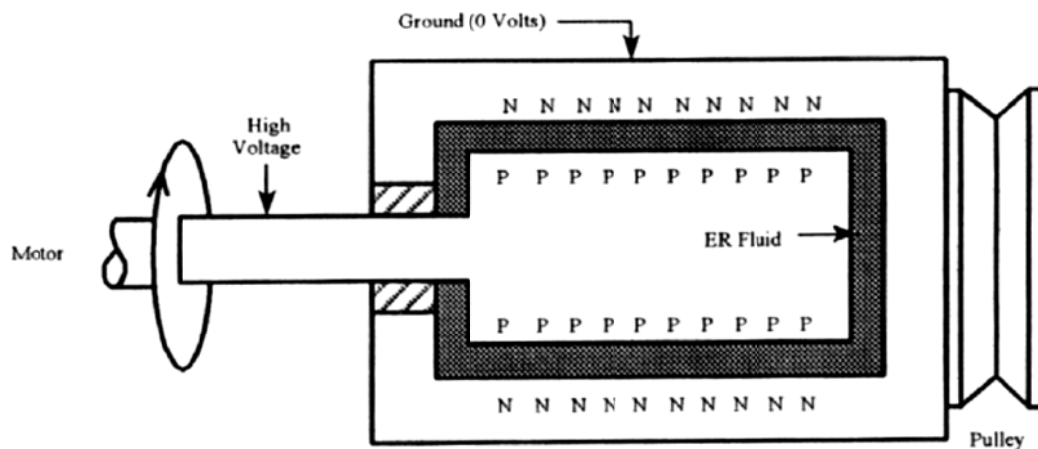 Ground (0 Volts)
N N N N N N N N N N
High
Voltage
P P P P P P P P P P
Motor
ER Fluid
P P P P P P P P P P
N N N N N N N N N N
Pulley